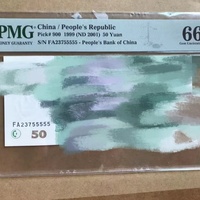 PMG
China / People's Republic
Pick# 900 1999 (ND 2001) 50 Yuan
S/N FA23755555 - People's Bank of China
66
FA23755555
50